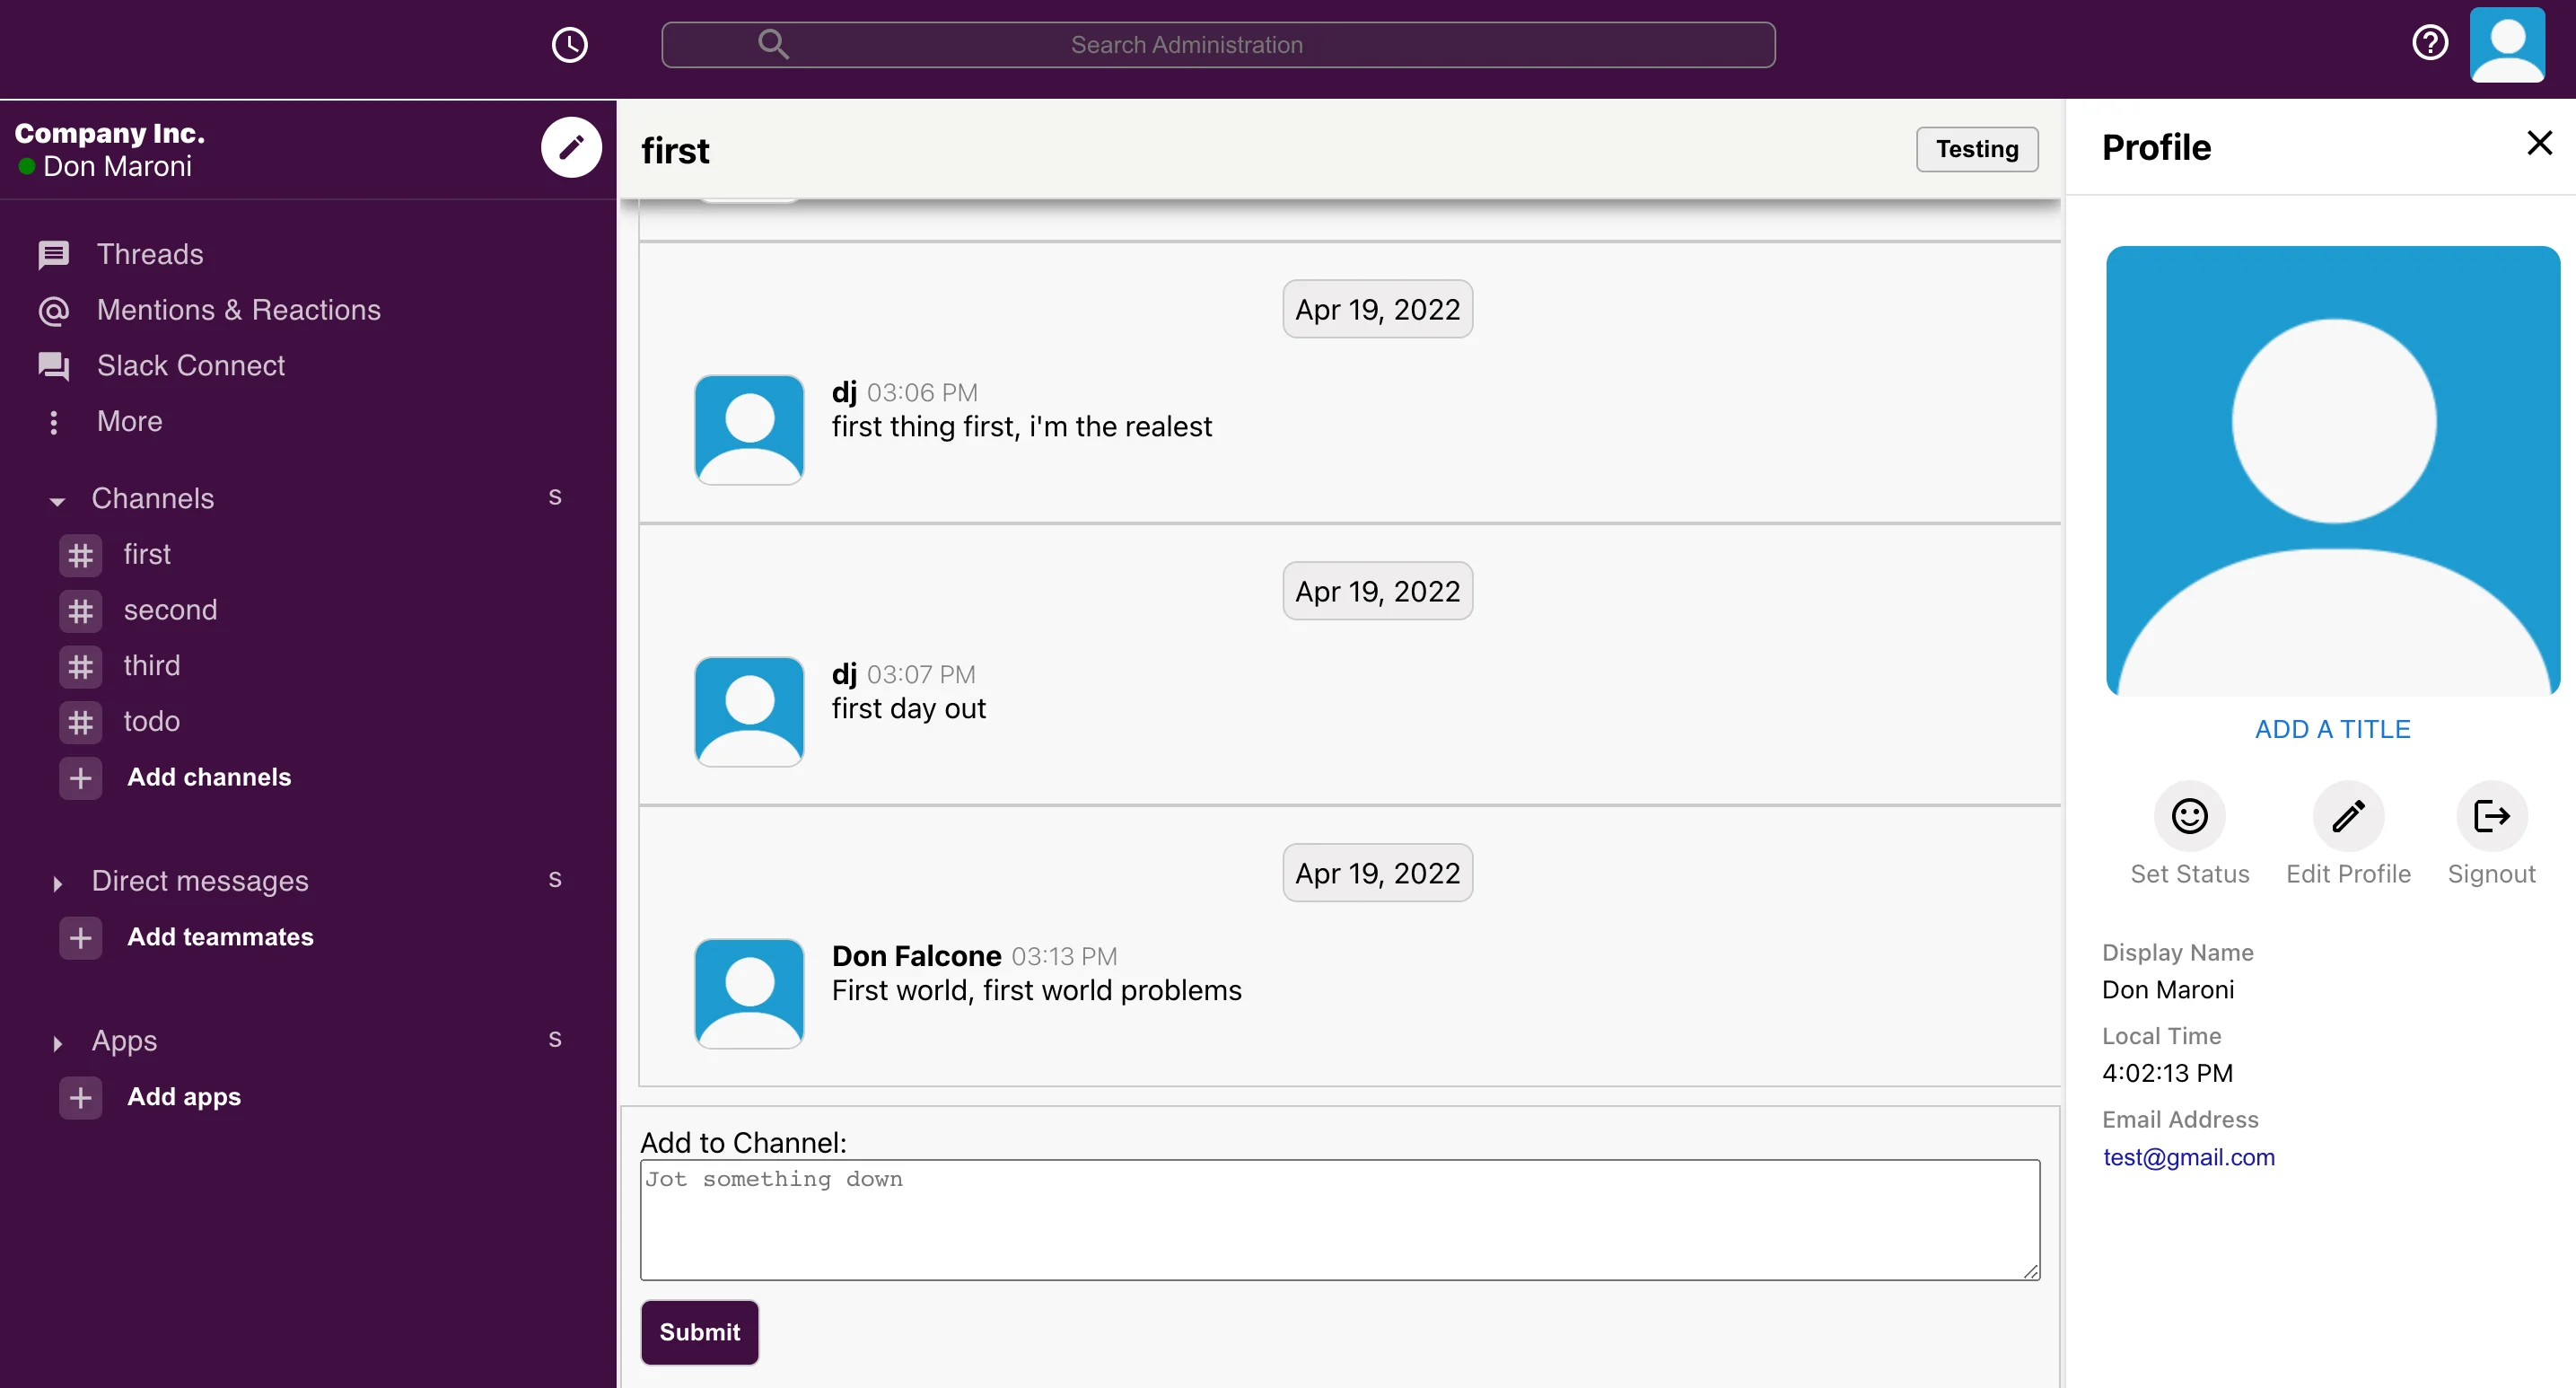 Search Administration
Company Inc.
Don Maroni
Threads
Mentions & Reactions
Slack Connect
More
Channels S
first
second
third
todo
Add channels
Direct messages S
Add teammates
Apps S
Add apps
first
Testing
Apr 19, 2022
dj 03:06 PM
first thing first, i'm the realest
Apr 19, 2022
dj 03:07 PM
first day out
Apr 19, 2022
Don Falcone 03:13 PM
First world, first world problems
Add to Channel:
Jot something down
Submit
Profile
ADD A TITLE
Set Status Edit Profile Signout
Display Name
Don Maroni
Local Time
4:02:13 PM
Email Address
test@gmail.com